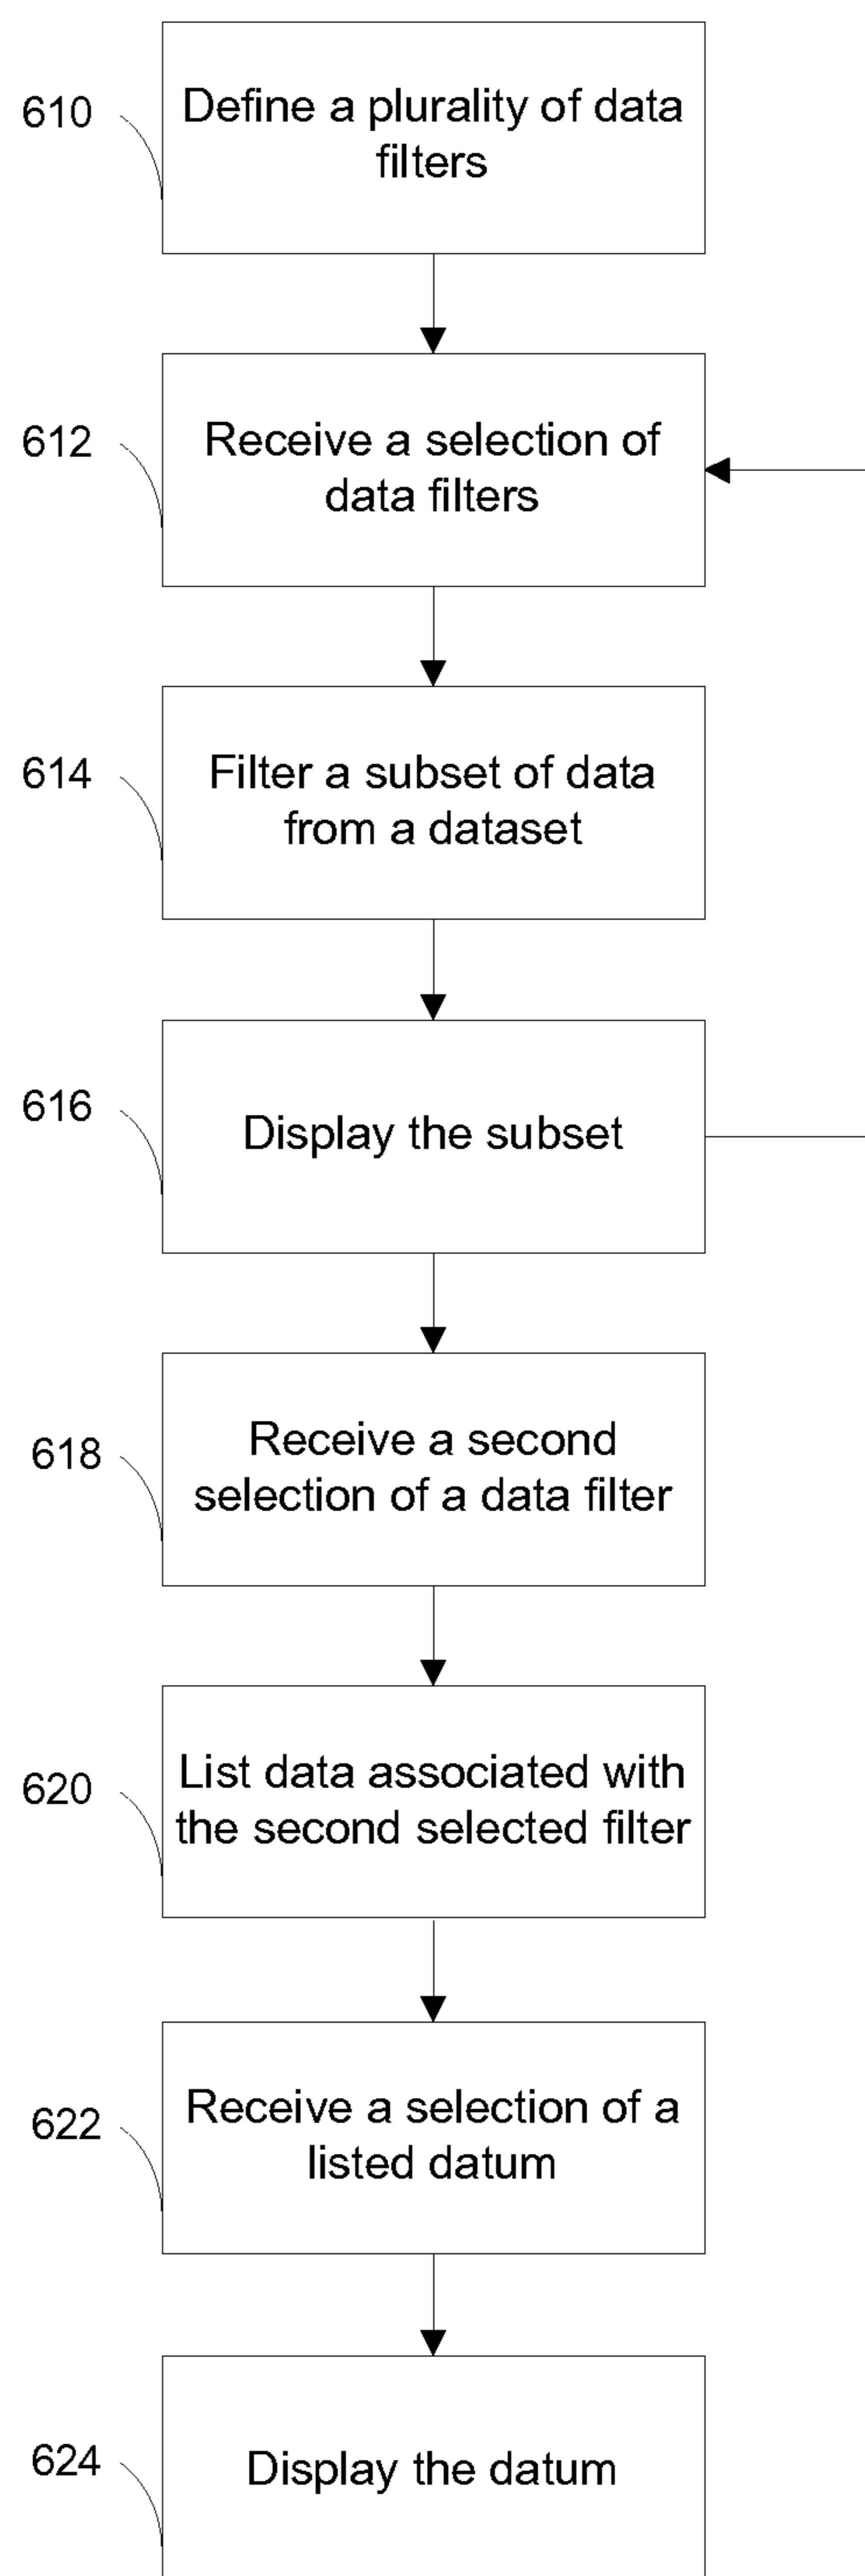 610
Define a plurality of data
filters
612
Receive a selection of
data filters
614
Filter a subset of data
from a dataset
616
Display the subset
618
Receive a second
selection of a data filter
620
List data associated with
the second selected filter
622
Receive a selection of a
listed datum
624
Display the datum